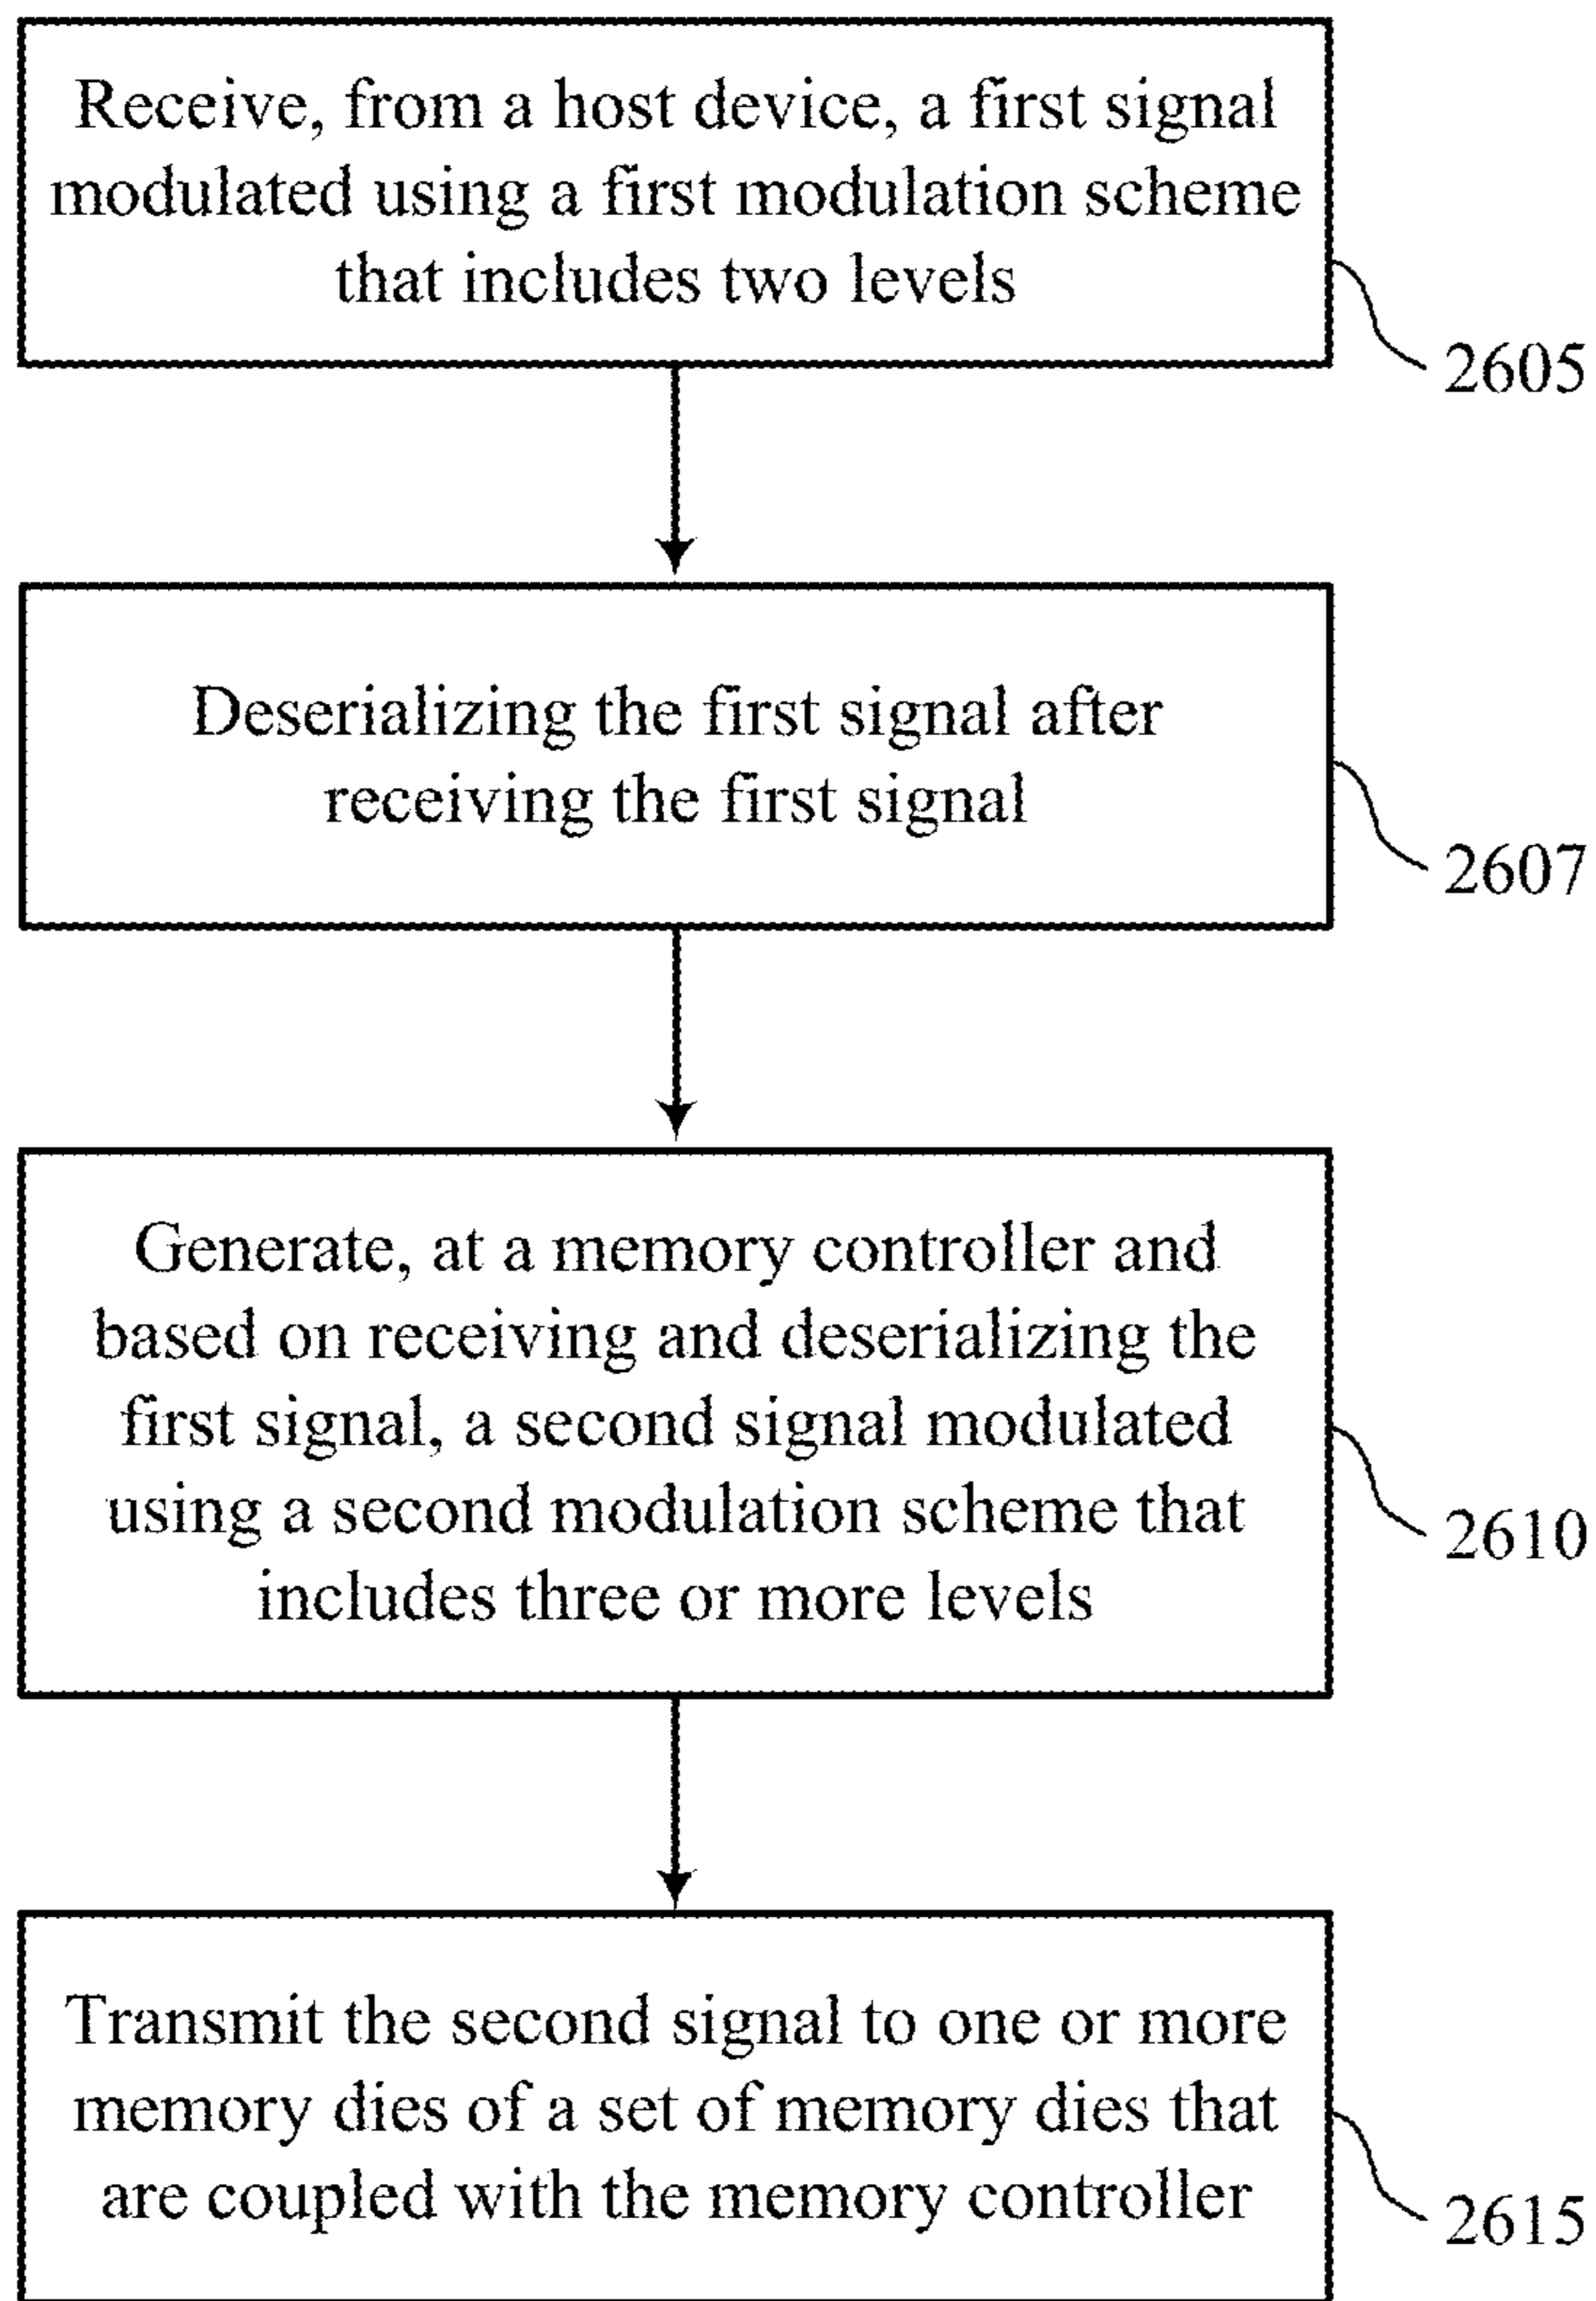 Receive, from a host device, a first signal
modulated using a first modulation scheme
that includes two levels
2605
Deserializing the first signal after
receiving the first signal
2607
Generate, at a memory controller and
based on receiving and deserializing the
first signal, a second signal modulated
using a second modulation scheme that
includes three or more levels
2610
Transmit the second signal to one or more
memory dies of a set of memory dies that
are coupled with the memory controller
2615